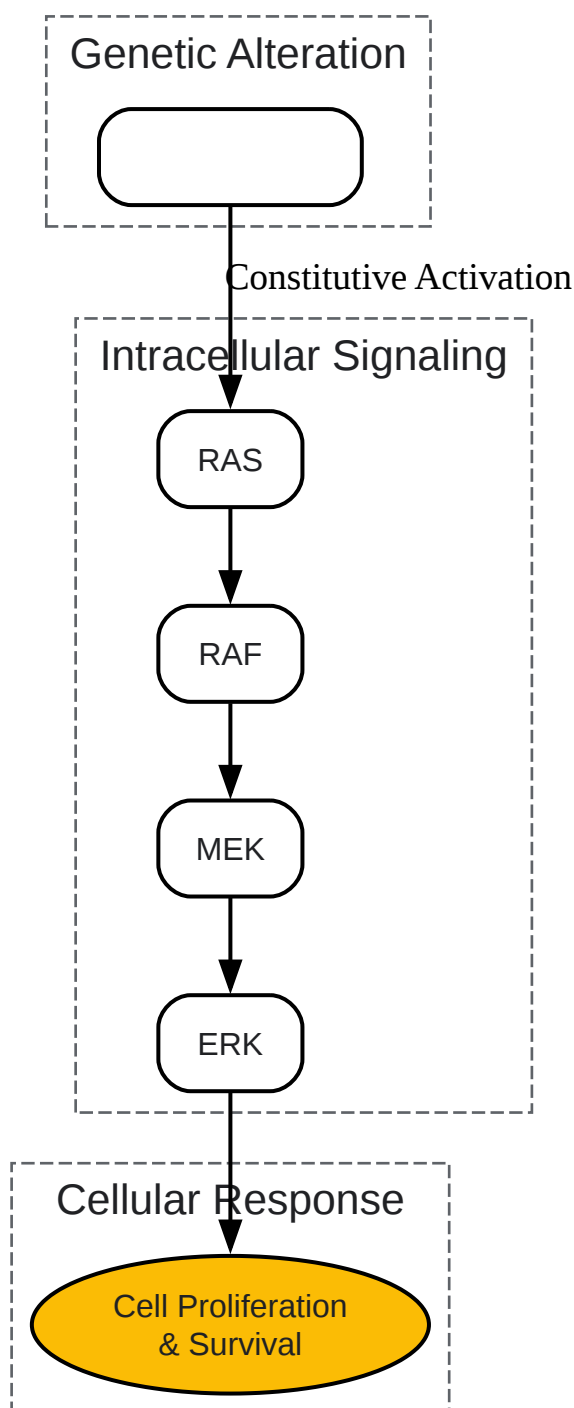 Genetic Alteration
Constitutive Activation
Intracellular Signaling
RAS
RAF
MEK
ERK
Cellular Response
Cell Proliferation
& Survival